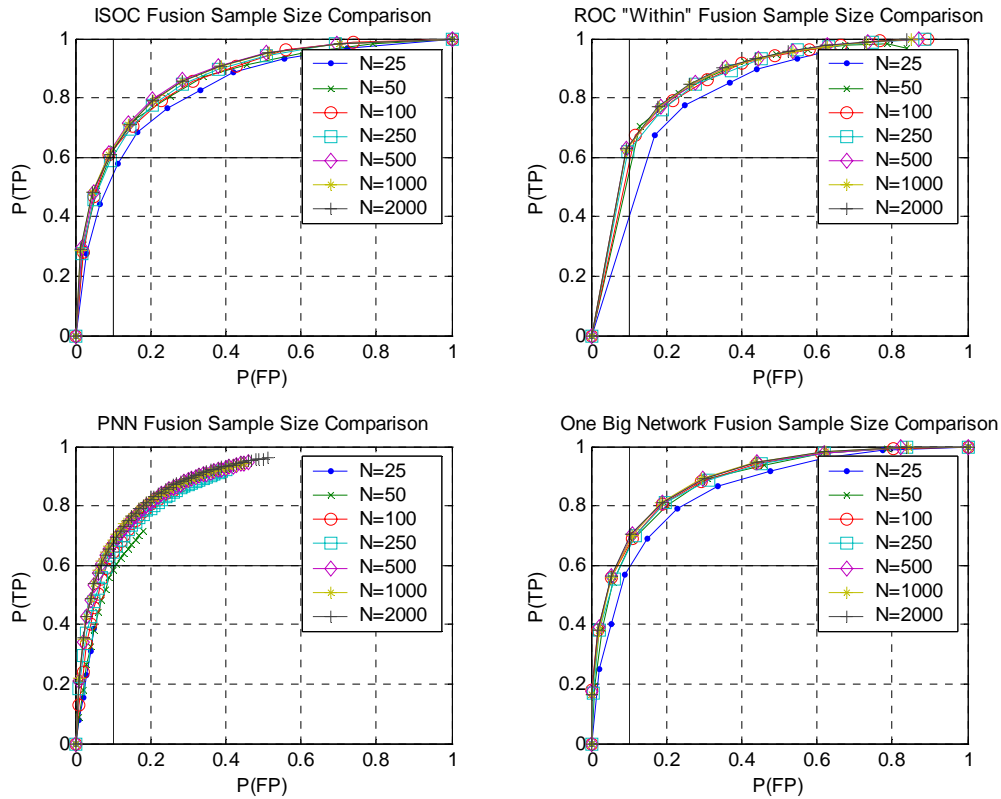 ISOC Fusion Sample Size Comparison
1
0.8
0.6
0.4
0.2
0
P(TP)
0 0.2 0.4 0.6 0.8 1
P(FP)
N=25
N=50
N=100
N=250
N=500
N=1000
N=2000
ROC "Within" Fusion Sample Size Comparison
1
0.8
0.6
0.4
0.2
0
P(TP)
0 0.2 0.4 0.6 0.8 1
P(FP)
N=25
N=50
N=100
N=250
N=500
N=1000
N=2000
PNN Fusion Sample Size Comparison
1
0.8
0.6
0.4
0.2
0
P(TP)
0 0.2 0.4 0.6 0.8 1
P(FP)
N=25
N=50
N=100
N=250
N=500
N=1000
N=2000
One Big Network Fusion Sample Size Comparison
1
0.8
0.6
0.4
0.2
0
P(TP)
0 0.2 0.4 0.6 0.8 1
P(FP)
N=25
N=50
N=100
N=250
N=500
N=1000
N=2000